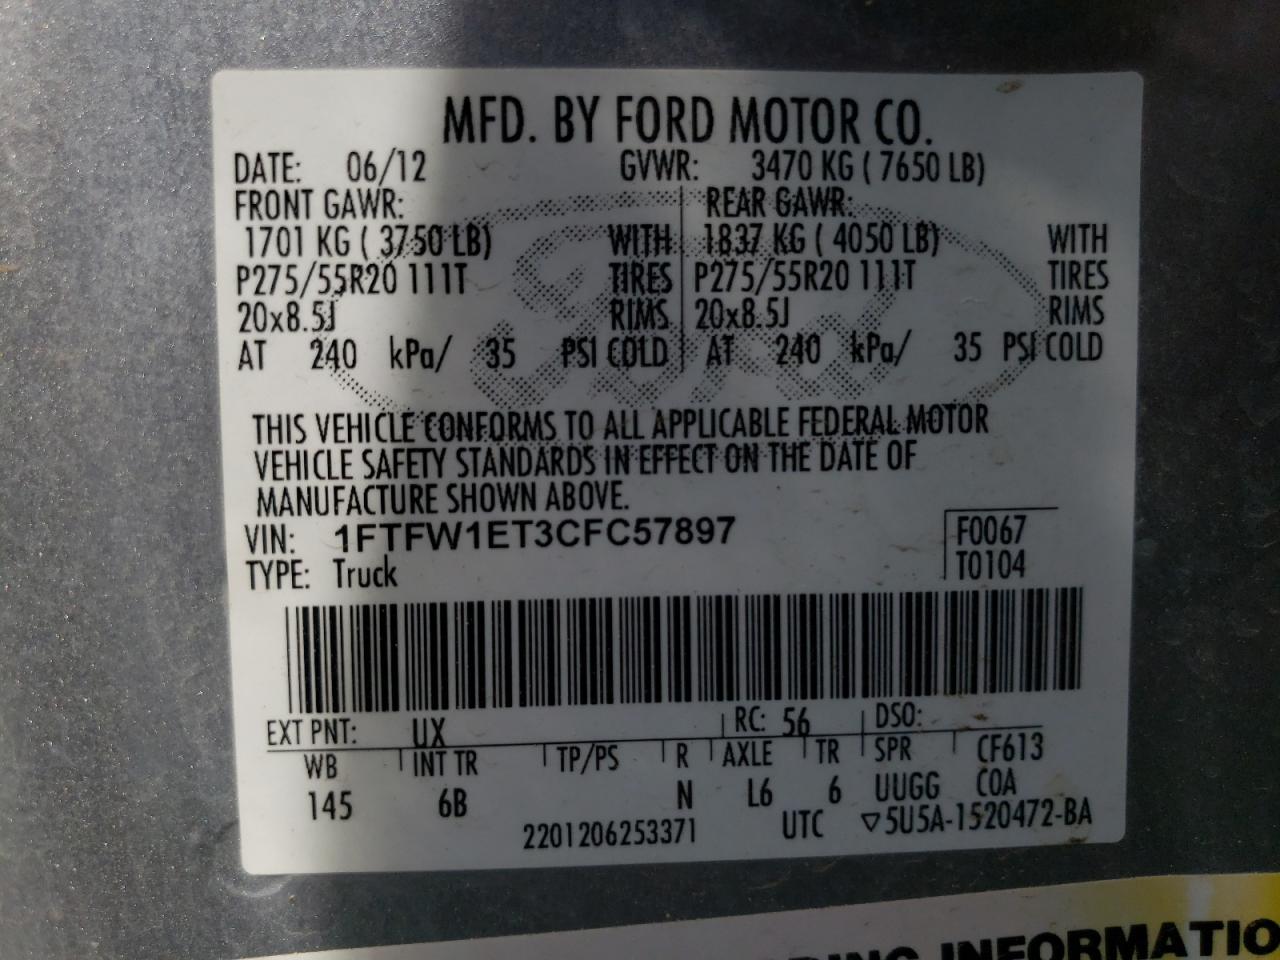 MFD. BY FORD MOTOR CO.
DATE: 06/12 GVWR: 3470 KG ( 7650 LB)
FRONT GAWR: REAR GAWR:
1701 KG ( 3750 LB) WITH 1837 KG ( 4050 LB) WITH
P275/55R20 111T TIRES P275/55R20 111T TIRES
20x8.5J RIMS 20x8.5J RIMS
AT 240 kPa/ 35 PSI COLD AT 240 kPa/ 35 PSI COLD
THIS VEHICLE CONFORMS TO ALL APPLICABLE FEDERAL MOTOR
VEHICLE SAFETY STANDARDS IN EFFECT ON THE DATE OF
MANUFACTURE SHOWN ABOVE.
VIN: 1FTFW1ET3CFC57897 F0067
TYPE: Truck T0104
EXT PNT: UX RC: 56 DSO:
WB INT TR TP/PS R AXLE TR SPR CF613
145 6B N L6 6 UUGG COA
2201206253371 UTC ▽5U5A-1520472-BA
INFORMATIO